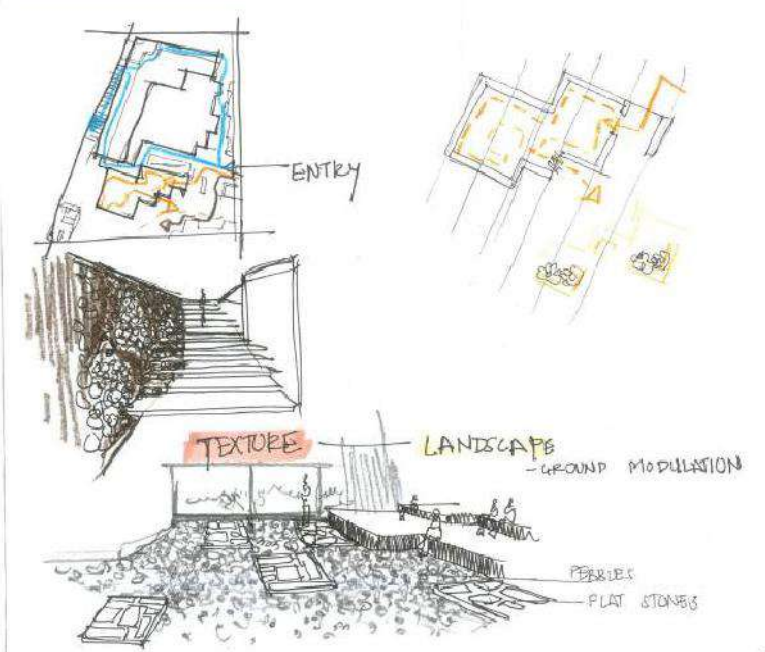 ENTRY
TEXTURE
LANDSCAPE
-GROUND MODULATION
PEBBLES
FLAT STONES